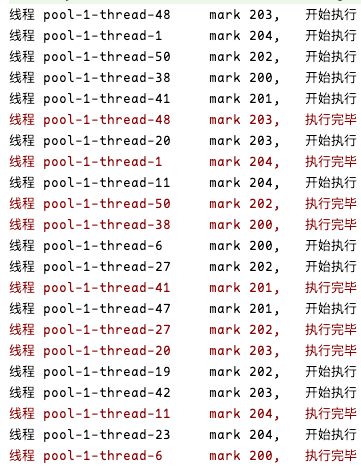 线程 pool-1-thread-48 mark 203, 开始执行
线程 pool-1-thread-1 mark 204, 开始执行
线程 pool-1-thread-50 mark 202, 开始执行
线程 pool-1-thread-38 mark 200, 开始执行
线程 pool-1-thread-41 mark 201, 开始执行
线程 pool-1-thread-48 mark 203, 执行完毕
线程 pool-1-thread-20 mark 203, 开始执行
线程 pool-1-thread-1 mark 204, 执行完毕
线程 pool-1-thread-11 mark 204, 开始执行
线程 pool-1-thread-50 mark 202, 执行完毕
线程 pool-1-thread-38 mark 200, 执行完毕
线程 pool-1-thread-6 mark 200, 开始执行
线程 pool-1-thread-27 mark 202, 开始执行
线程 pool-1-thread-41 mark 201, 执行完毕
线程 pool-1-thread-47 mark 201, 开始执行
线程 pool-1-thread-27 mark 202, 执行完毕
线程 pool-1-thread-20 mark 203, 执行完毕
线程 pool-1-thread-19 mark 202, 开始执行
线程 pool-1-thread-42 mark 203, 开始执行
线程 pool-1-thread-11 mark 204, 执行完毕
线程 pool-1-thread-23 mark 204, 开始执行
线程 pool-1-thread-6 mark 200, 执行完毕